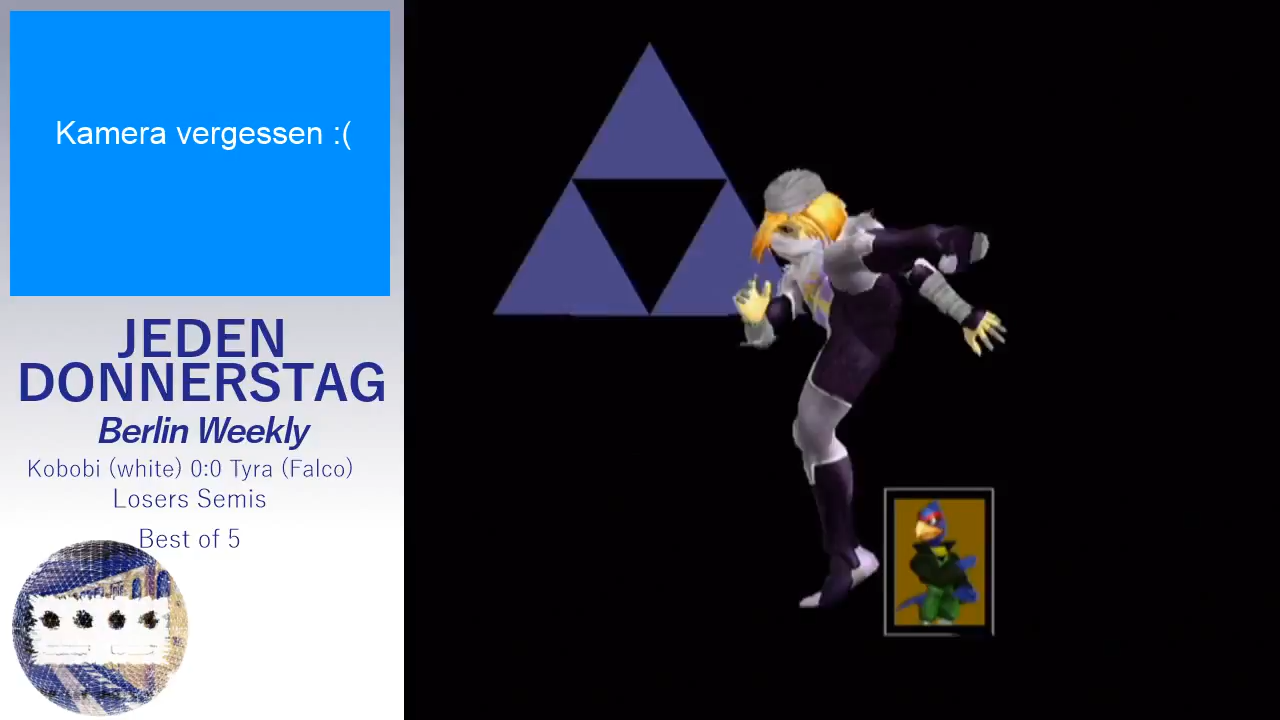 Kamera vergessen :(
JEDEN
DONNERSTAG
Berlin Weekly
Kobobi (white) 0:0 Tyra (Falco)
Losers Semis
Best of 5